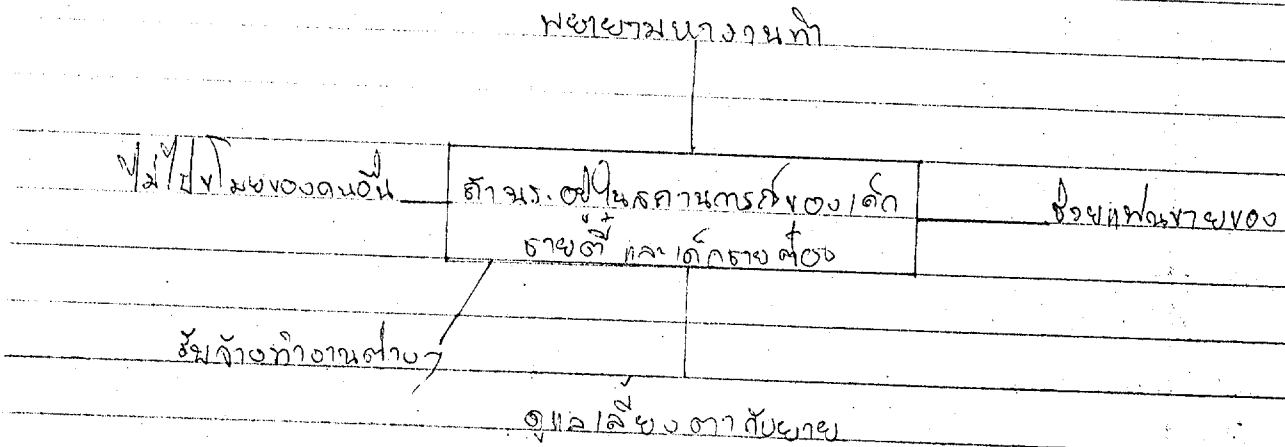 พยายามหางานทำ
ไม่ไปขโมยของคนอื่น
ถ้า นร. อยู่ในสถานการณ์ของเด็ก
ชายตี๋ และ เด็กชายต๋อง
ช่วยแฟนขายของ
รับจ้างทำงานต่างๆ
ดูแลเลี้ยงตากับยาย